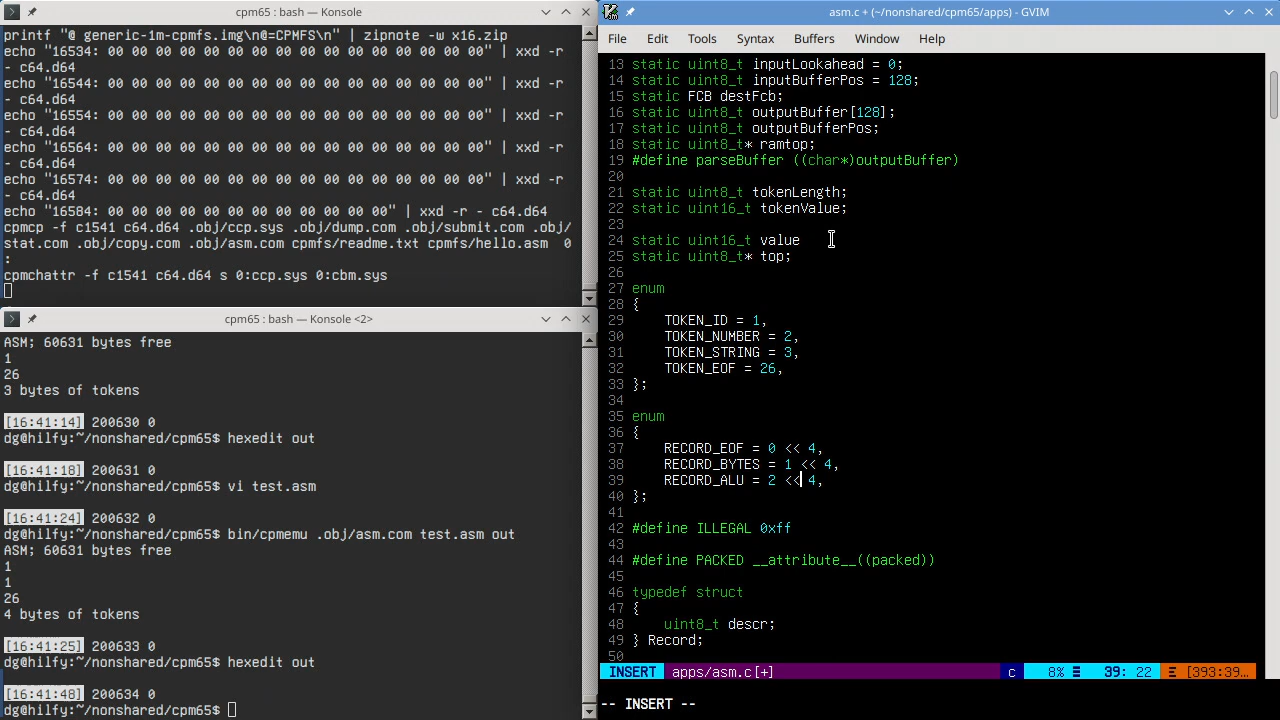 cpm65 : bash — Konsole
printf "@ generic-1m-cpmfs.img\n@=CPMFS\n" | zipnote -w x16.zip
echo "16534: 00 00 00 00 00 00 00 00 00 00 00 00 00 00 00 00" | xxd -r
- c64.d64
echo "16544: 00 00 00 00 00 00 00 00 00 00 00 00 00 00 00 00" | xxd -r
- c64.d64
echo "16554: 00 00 00 00 00 00 00 00 00 00 00 00 00 00 00 00" | xxd -r
- c64.d64
echo "16564: 00 00 00 00 00 00 00 00 00 00 00 00 00 00 00 00" | xxd -r
- c64.d64
echo "16574: 00 00 00 00 00 00 00 00 00 00 00 00 00 00 00 00" | xxd -r
- c64.d64
echo "16584: 00 00 00 00 00 00 00 00 00 00 00 00" | xxd -r - c64.d64
cpmcp -f c1541 c64.d64 .obj/ccp.sys .obj/dump.com .obj/submit.com .obj/
stat.com .obj/copy.com .obj/asm.com cpmfs/readme.txt cpmfs/hello.asm  0
:
cpmchattr -f c1541 c64.d64 s 0:ccp.sys 0:cbm.sys
cpm65 : bash — Konsole <2>
ASM; 60631 bytes free
1
26
3 bytes of tokens
[16:41:14] 200630 0
dg@hilfy:~/nonshared/cpm65$ hexedit out
[16:41:18] 200631 0
dg@hilfy:~/nonshared/cpm65$ vi test.asm
[16:41:24] 200632 0
dg@hilfy:~/nonshared/cpm65$ bin/cpmemu .obj/asm.com test.asm out
ASM; 60631 bytes free
1
1
26
4 bytes of tokens
[16:41:25] 200633 0
dg@hilfy:~/nonshared/cpm65$ hexedit out
[16:41:48] 200634 0
dg@hilfy:~/nonshared/cpm65$
asm.c + (~/nonshared/cpm65/apps) - GVIM
File Edit Tools Syntax Buffers Window Help
13 static uint8_t inputLookahead = 0;
14 static uint8_t inputBufferPos = 128;
15 static FCB destFcb;
16 static uint8_t outputBuffer[128];
17 static uint8_t outputBufferPos;
18 static uint8_t* ramtop;
19 #define parseBuffer ((char*)outputBuffer)
20
21 static uint8_t tokenLength;
22 static uint16_t tokenValue;
23
24 static uint16_t value
25 static uint8_t* top;
26
27 enum
28 {
29     TOKEN_ID = 1,
30     TOKEN_NUMBER = 2,
31     TOKEN_STRING = 3,
32     TOKEN_EOF = 26,
33 };
34
35 enum
36 {
37     RECORD_EOF = 0 << 4,
38     RECORD_BYTES = 1 << 4,
39     RECORD_ALU = 2 << 4,
40 };
41
42 #define ILLEGAL 0xff
43
44 #define PACKED __attribute__((packed))
45
46 typedef struct
47 {
48     uint8_t descr;
49 } Record;
50
INSERT apps/asm.c[+] c 8% ☰ 39: 22 Ξ [393:39…
-- INSERT --